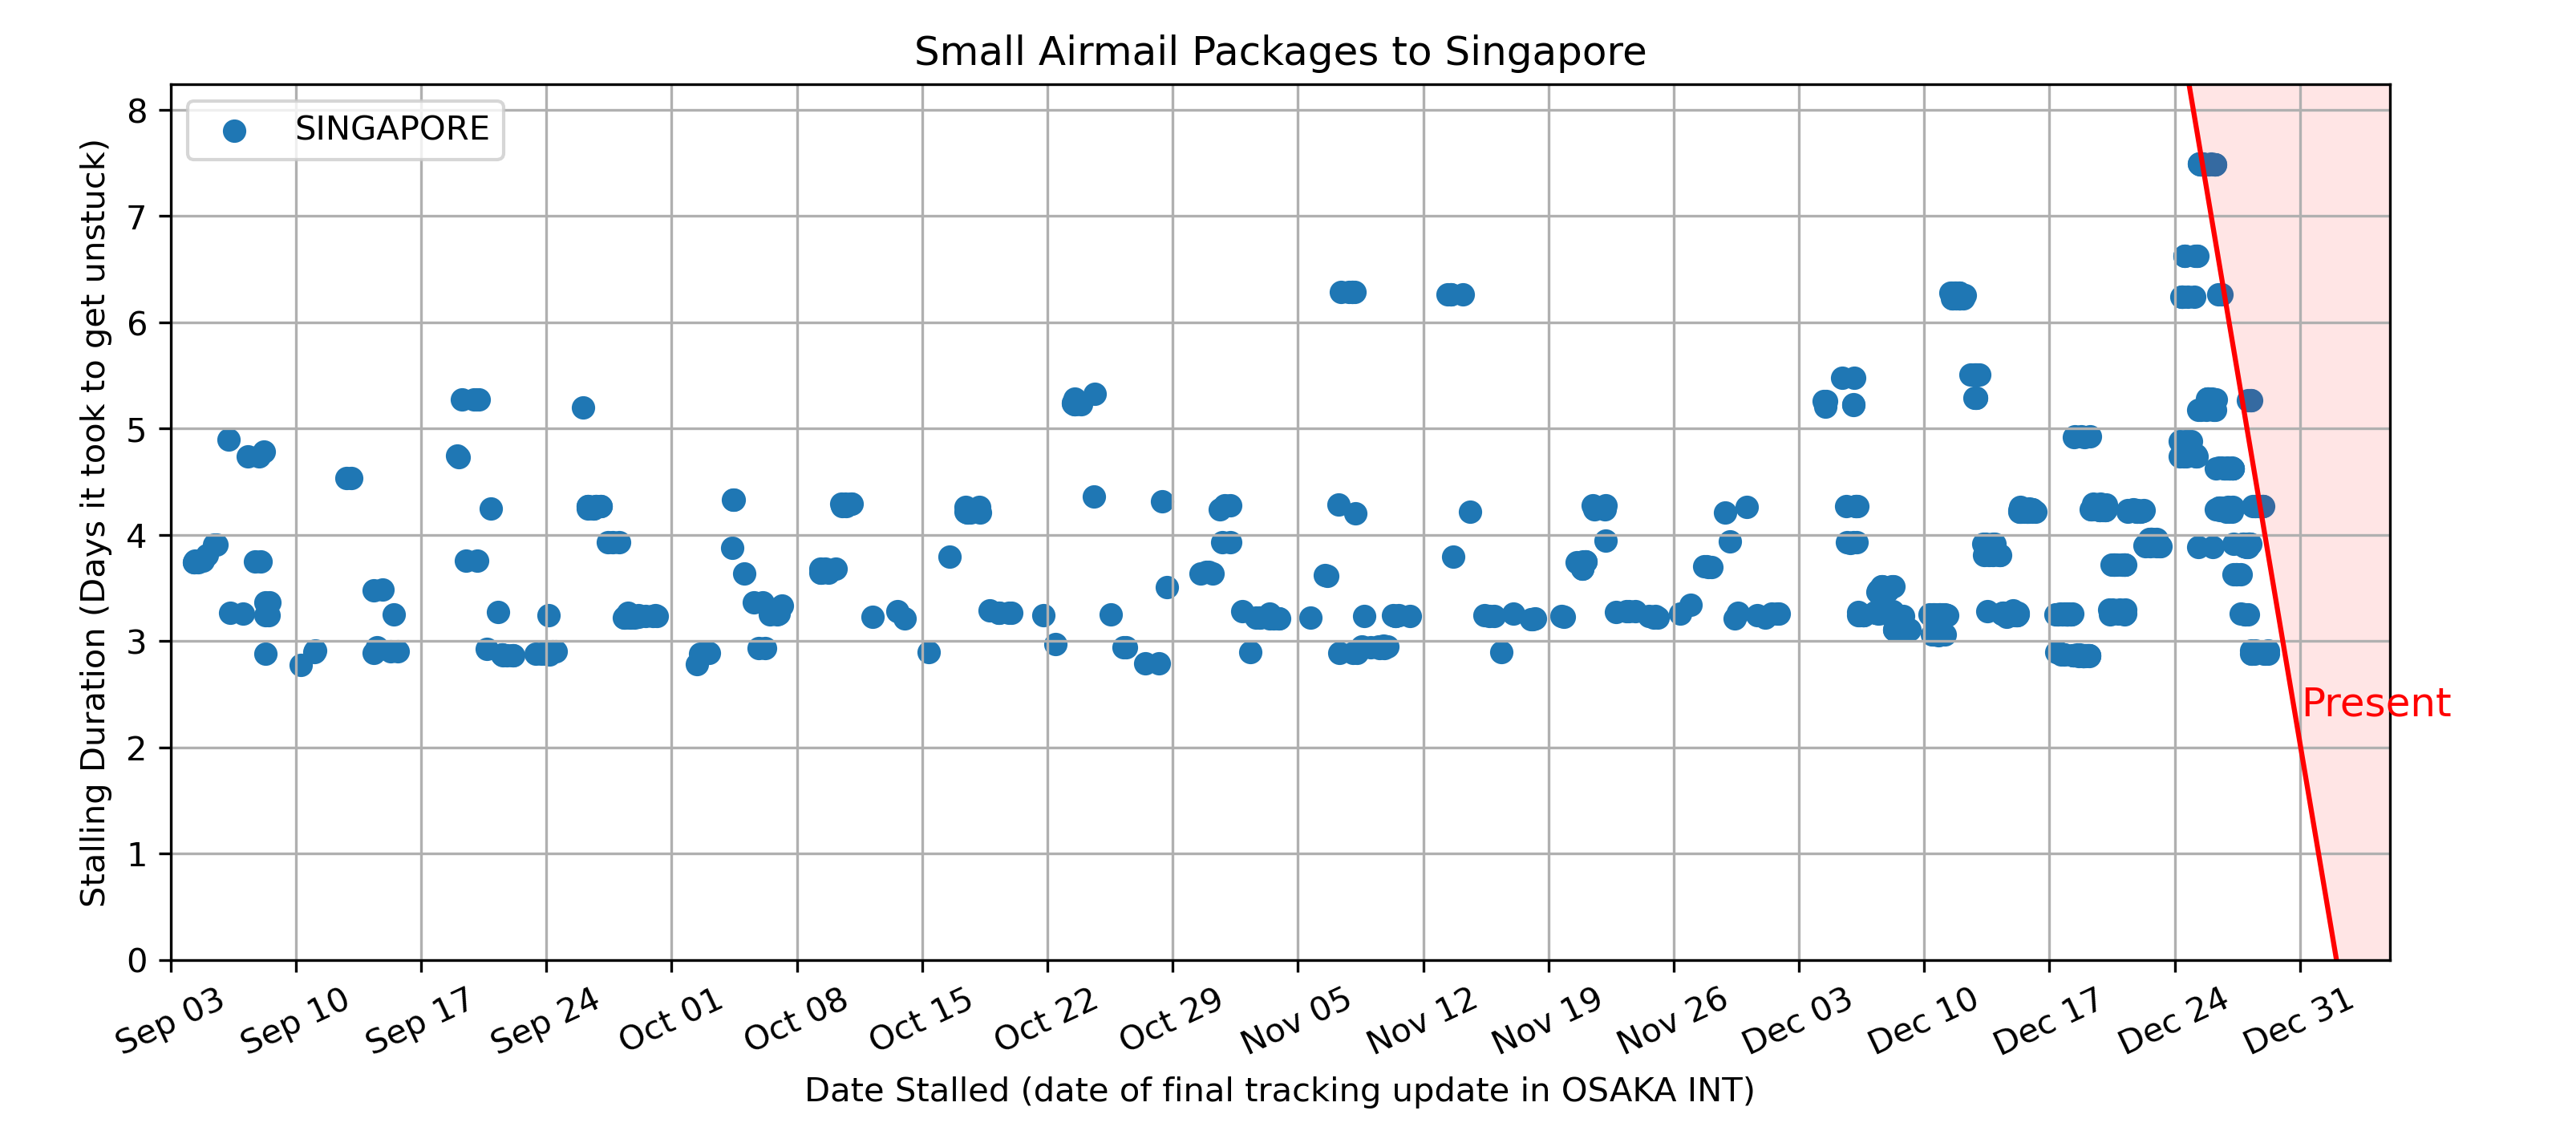 Small Airmail Packages to Singapore
SINGAPORE
Stalling Duration (Days it took to get unstuck)
8
7
6
5
4
3
2
1
0
Present
Sep 03
Sep 10
Sep 17
Sep 24
Oct 01
Oct 08
Oct 15
Oct 22
Oct 29
Nov 05
Nov 12
Nov 19
Nov 26
Dec 03
Dec 10
Dec 17
Dec 24
Dec 31
Date Stalled (date of final tracking update in OSAKA INT)